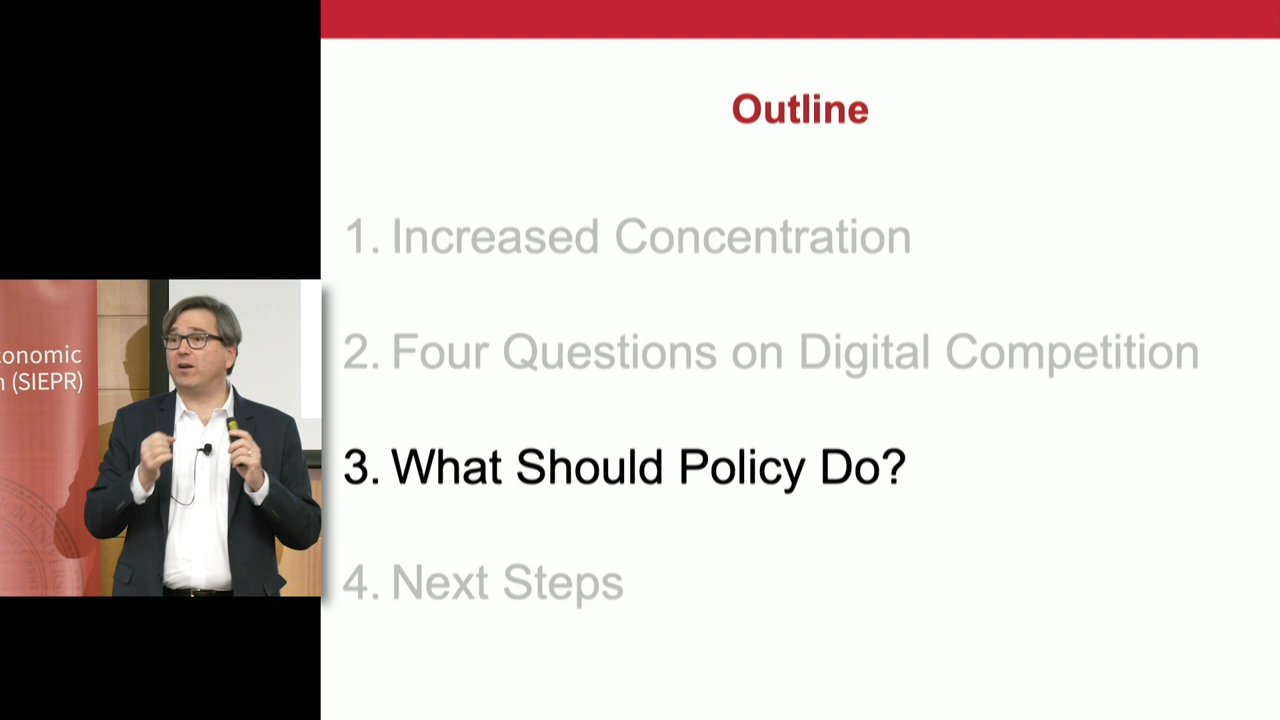 Outline
1. Increased Concentration
2. Four Questions on Digital Competition
3. What Should Policy Do?
4. Next Steps
conomic
(SIEPR)